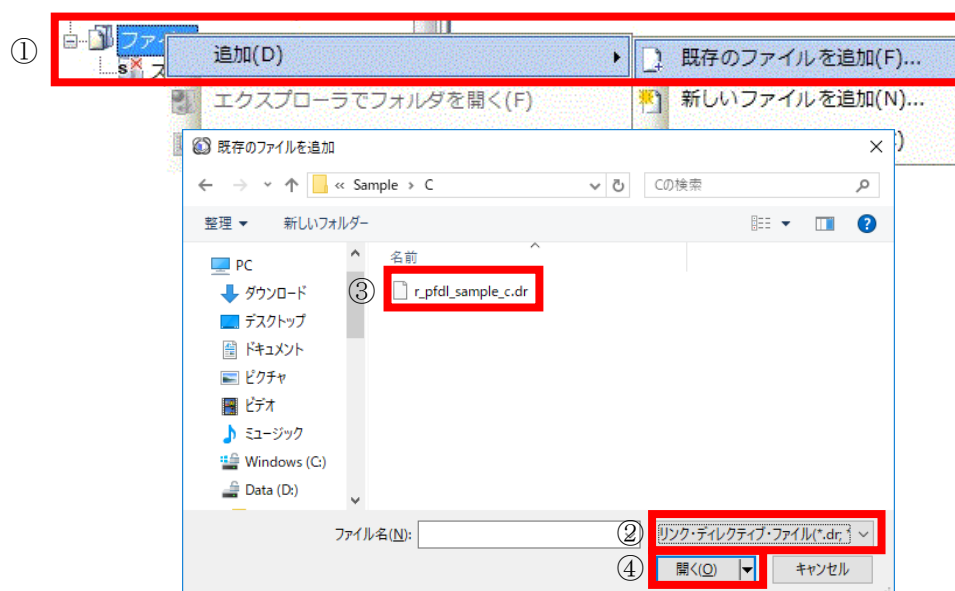 ①
ファイ
追加(D)
既存のファイルを追加(F)...
ス
エクスプローラでフォルダを開く(F)
新しいファイルを追加(N)...
既存のファイルを追加
« Sample › C
Cの検索
整理
新しいフォルダー
名前
PC
③
r_pfdl_sample_c.dr
ダウンロード
デスクトップ
ドキュメント
ピクチャ
ビデオ
ミュージック
Windows (C:)
Data (D:)
ファイル名(N):
②
リンク・ディレクティブ・ファイル(*.dr; *
④
開く(O)
キャンセル